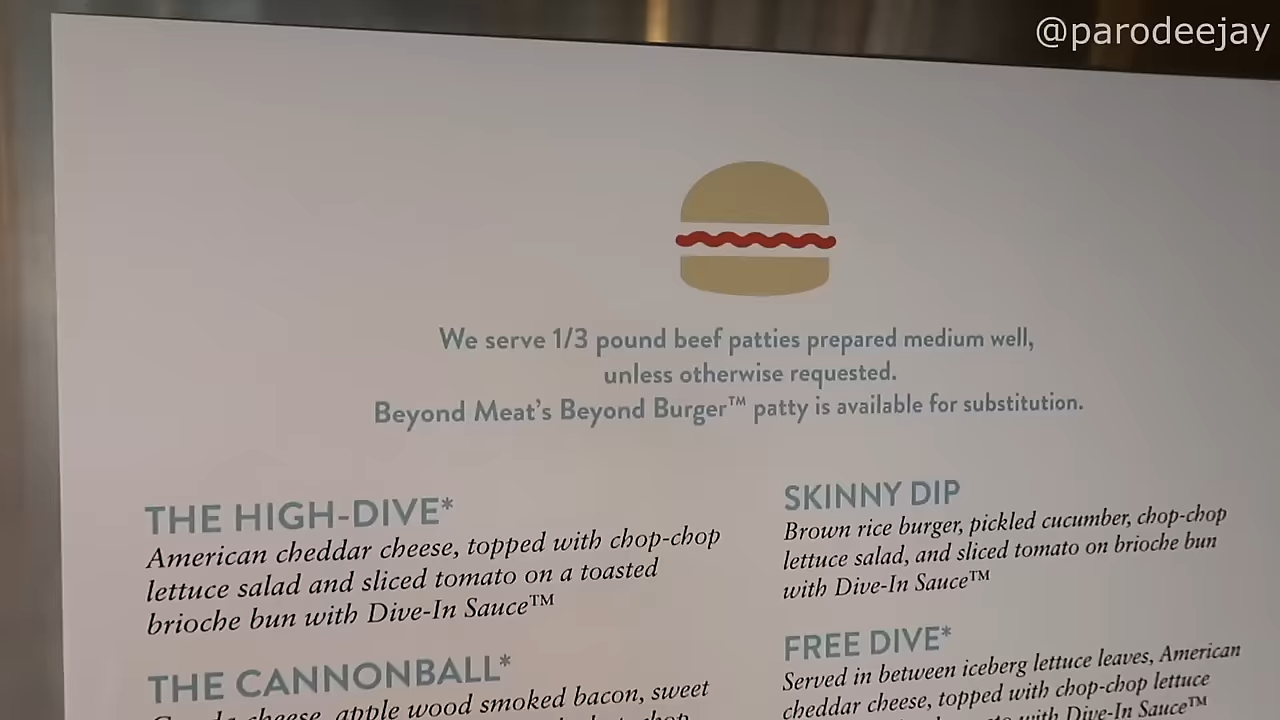 @parodeejay
We serve 1/3 pound beef patties prepared medium well,
unless otherwise requested.
Beyond Meat's Beyond Burger™ patty is available for substitution.
THE HIGH-DIVE*
American cheddar cheese, topped with chop-chop
lettuce salad and sliced tomato on a toasted
brioche bun with Dive-In Sauce™
THE CANNONBALL*
cheese, apple wood smoked bacon, sweet
SKINNY DIP
Brown rice burger, pickled cucumber, chop-chop
lettuce salad, and sliced tomato on brioche bun
with Dive-In Sauce™
FREE DIVE*
Served in between iceberg lettuce leaves, American
cheddar cheese, topped with chop-chop lettuce
with Dive-In Sauce™